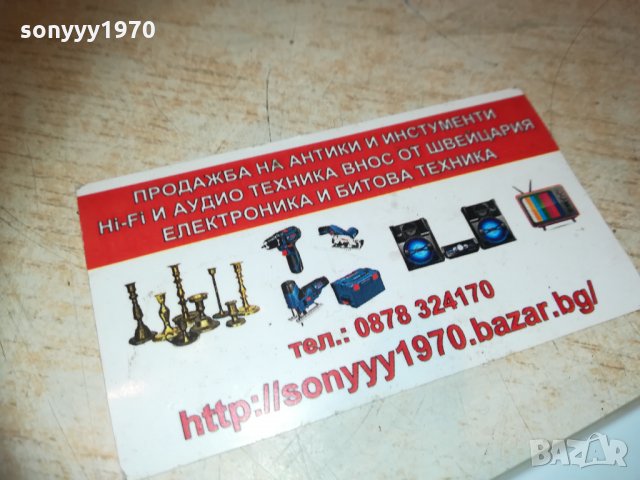 sonyyy1970
ПРОДАЖБА НА АНТИКИ И ИНСТУМЕНТИ
Hi-Fi И АУДИО ТЕХНИКА ВНОС ОТ ШВЕЙЦАРИЯ
ЕЛЕКТРОНИКА И БИТОВА ТЕХНИКА
тел.: 0878 324170
http://sonyyy1970.bazar.bg/
BAZAR
sonyyy1970